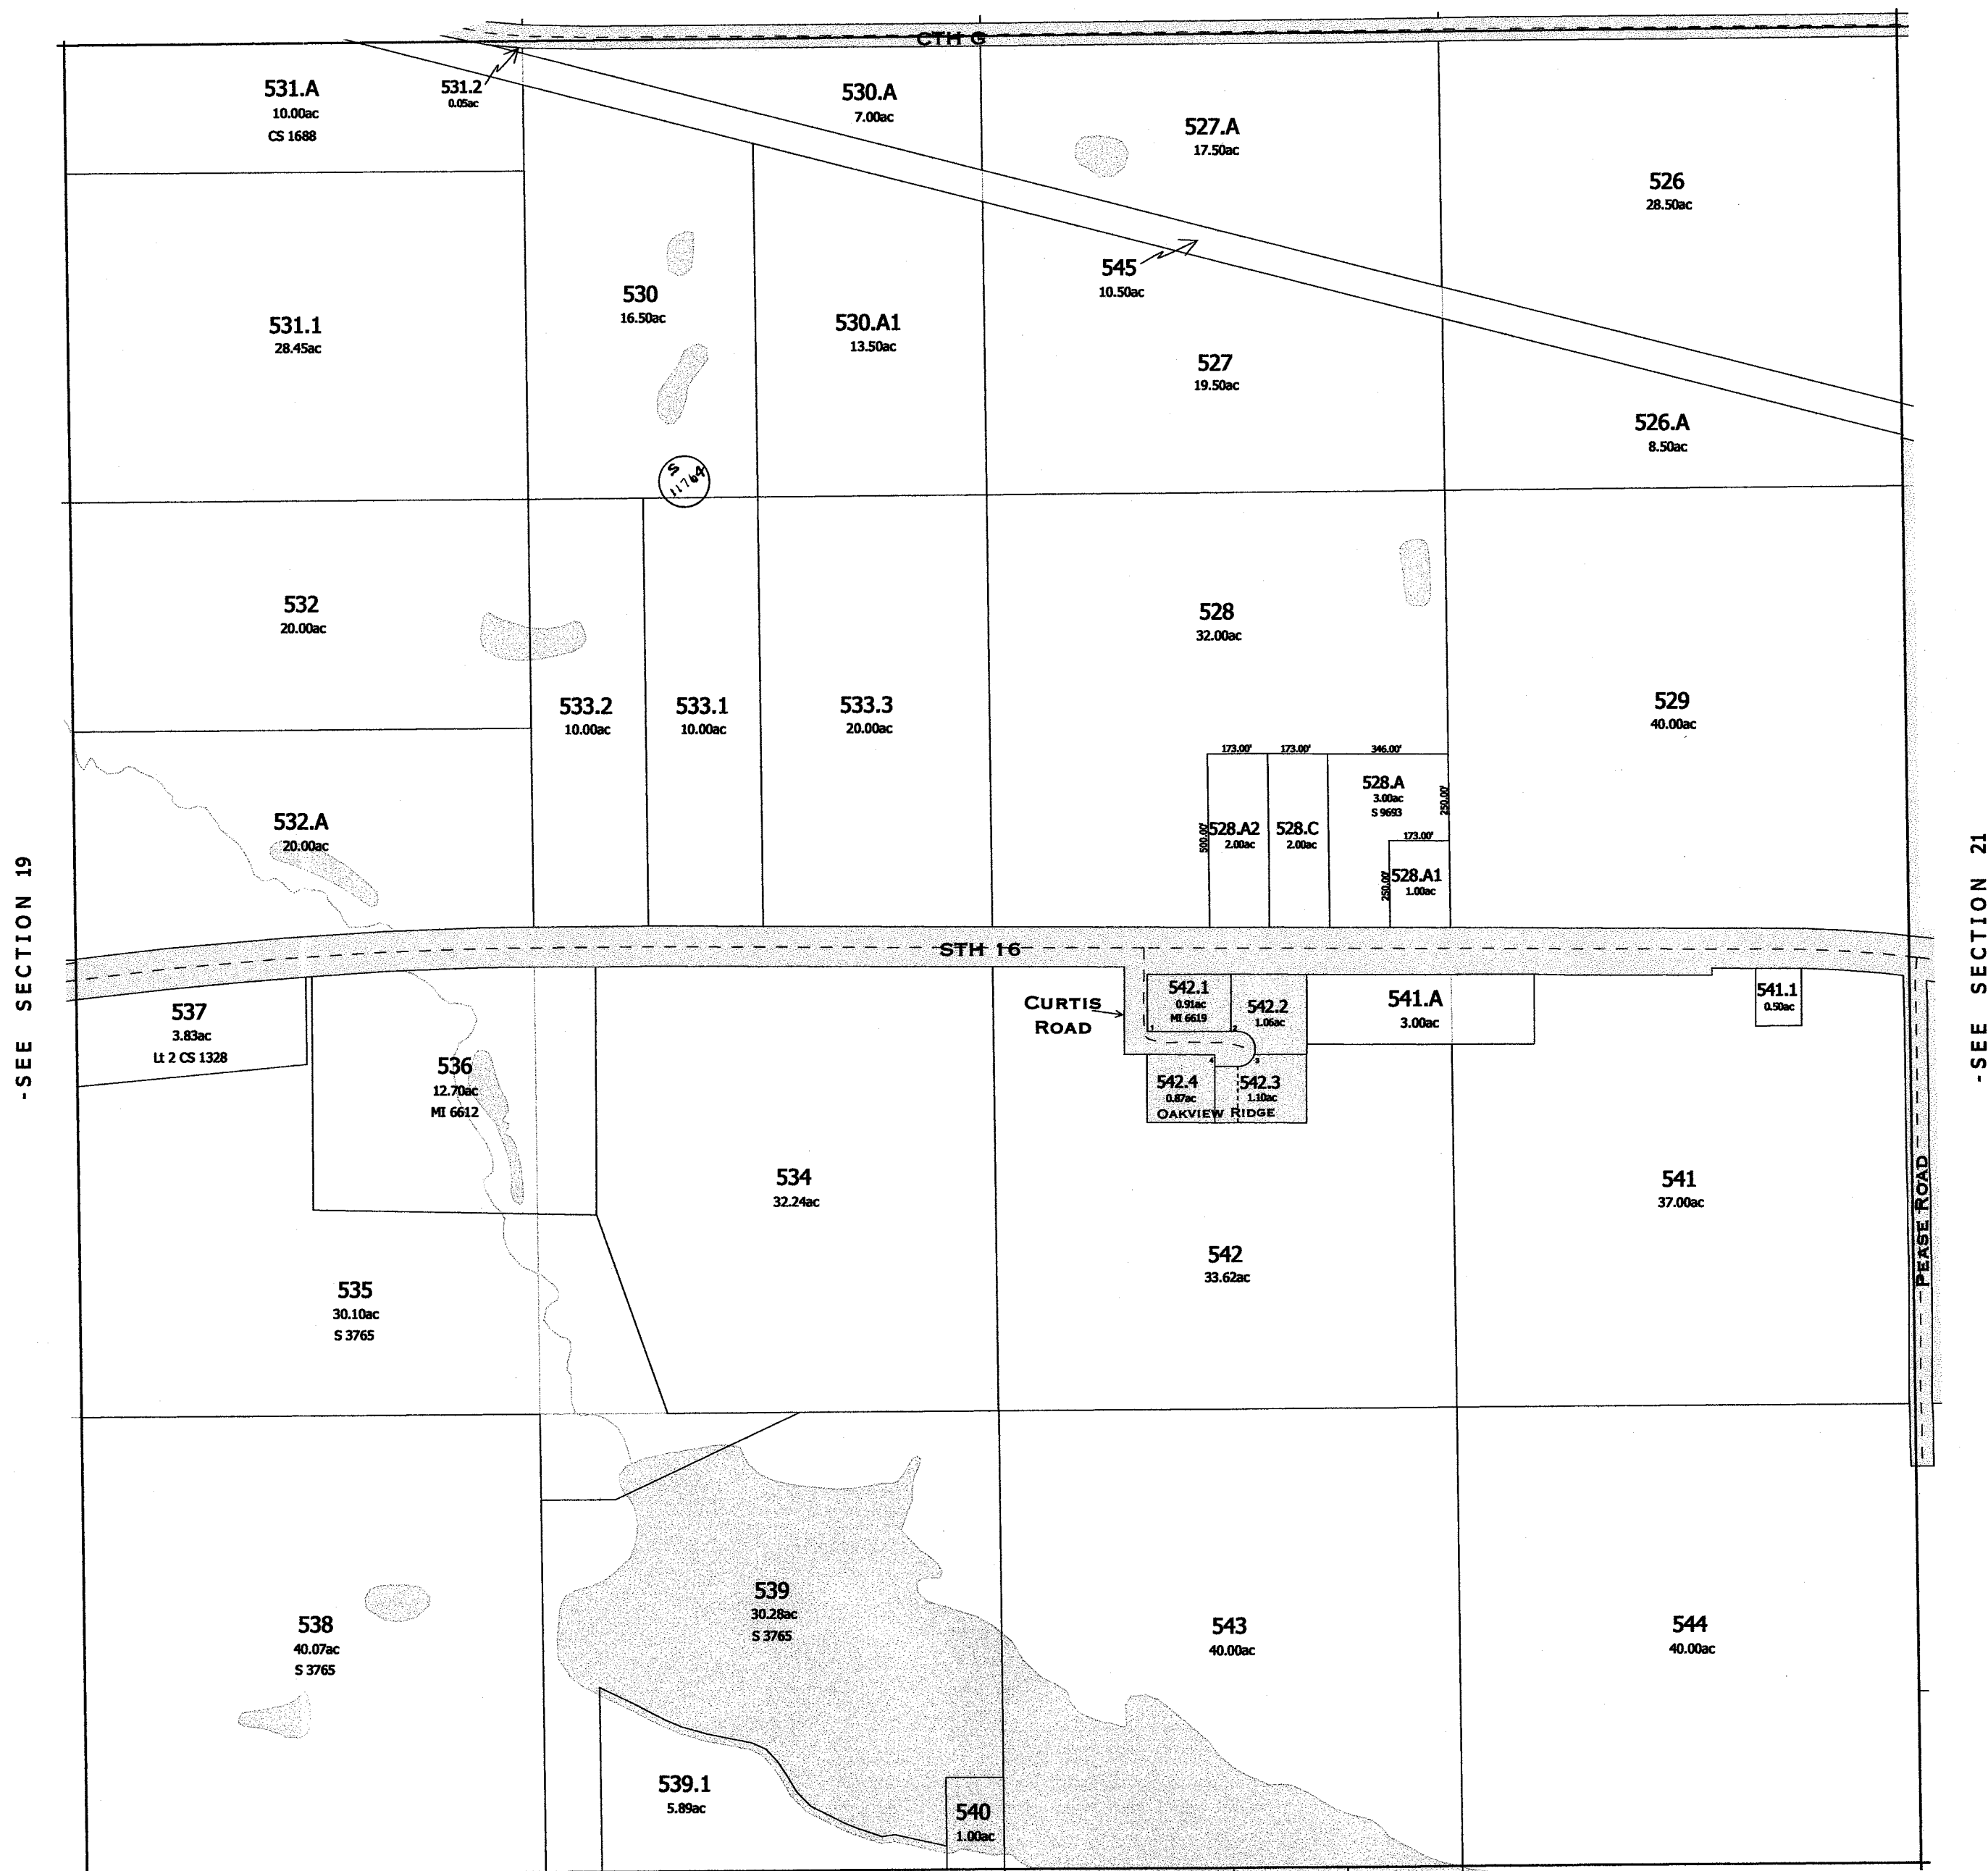 CTH G
531.A
10.00ac
CS 1688
531.2
0.05ac
530.A
7.00ac
527.A
17.50ac
526
28.50ac
545
10.50ac
530
16.50ac
531.1
28.45ac
530.A1
13.50ac
527
19.50ac
526.A
8.50ac
S
11764
532
20.00ac
528
32.00ac
533.2
10.00ac
533.1
10.00ac
533.3
20.00ac
529
40.00ac
173.00'
173.00'
346.00'
528.A
3.00ac
S 9693
250.00'
532.A
20.00ac
500.00'
528.A2
2.00ac
528.C
2.00ac
173.00'
250.00'
528.A1
1.00ac
-SEE SECTION 19
-SEE SECTION 21
STH 16
CURTIS
ROAD
542.1
0.91ac
MI 6619
542.2
1.06ac
541.A
3.00ac
541.1
0.50ac
537
3.83ac
Lt 2 CS 1328
1
2
3
4
536
12.70ac
MI 6612
542.4
0.87ac
542.3
1.10ac
OAKVIEW RIDGE
534
32.24ac
541
37.00ac
PEASE ROAD
542
33.62ac
535
30.10ac
S 3765
539
30.28ac
S 3765
538
40.07ac
S 3765
543
40.00ac
544
40.00ac
539.1
5.89ac
540
1.00ac